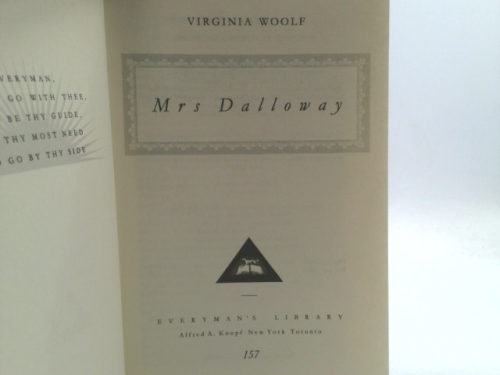 VERYMAN,
GO WITH THEE,
BE THY GUIDE,
THY MOST NEED
GO BY THY SIDE
VIRGINIA WOOLF
Mrs Dalloway
EVERYMAN'S LIBRARY
Alfred A. Knopf New York Toronto
157